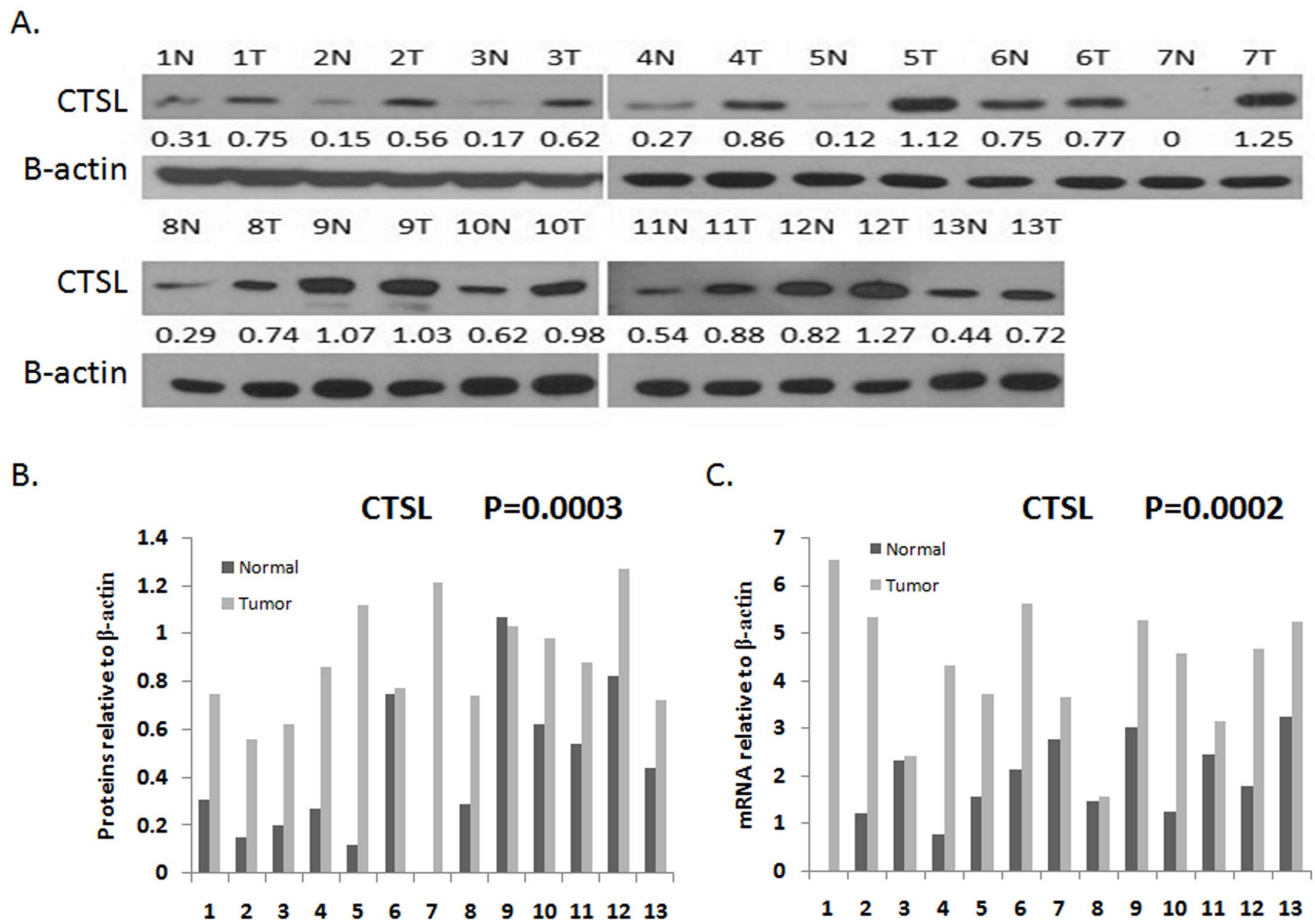 A.
1N 1T 2N 2T 3N 3T 4N 4T 5N 5T 6N 6T 7N 7T
CTSL
0.31 0.75 0.15 0.56 0.17 0.62 0.27 0.86 0.12 1.12 0.75 0.77 0 1.25
B-actin
8N 8T 9N 9T 10N 10T 11N 11T 12N 12T 13N 13T
CTSL
0.29 0.74 1.07 1.03 0.62 0.98 0.54 0.88 0.82 1.27 0.44 0.72
B-actin
B.
CTSL P=0.0003
Proteins relative to β-actin
1.4
1.2
1
0.8
0.6
0.4
0.2
0
Normal
Tumor
1 2 3 4 5 6 7 8 9 10 11 12 13
C.
CTSL P=0.0002
mRNA relative to β-actin
7
6
5
4
3
2
1
0
Normal
Tumor
1 2 3 4 5 6 7 8 9 10 11 12 13